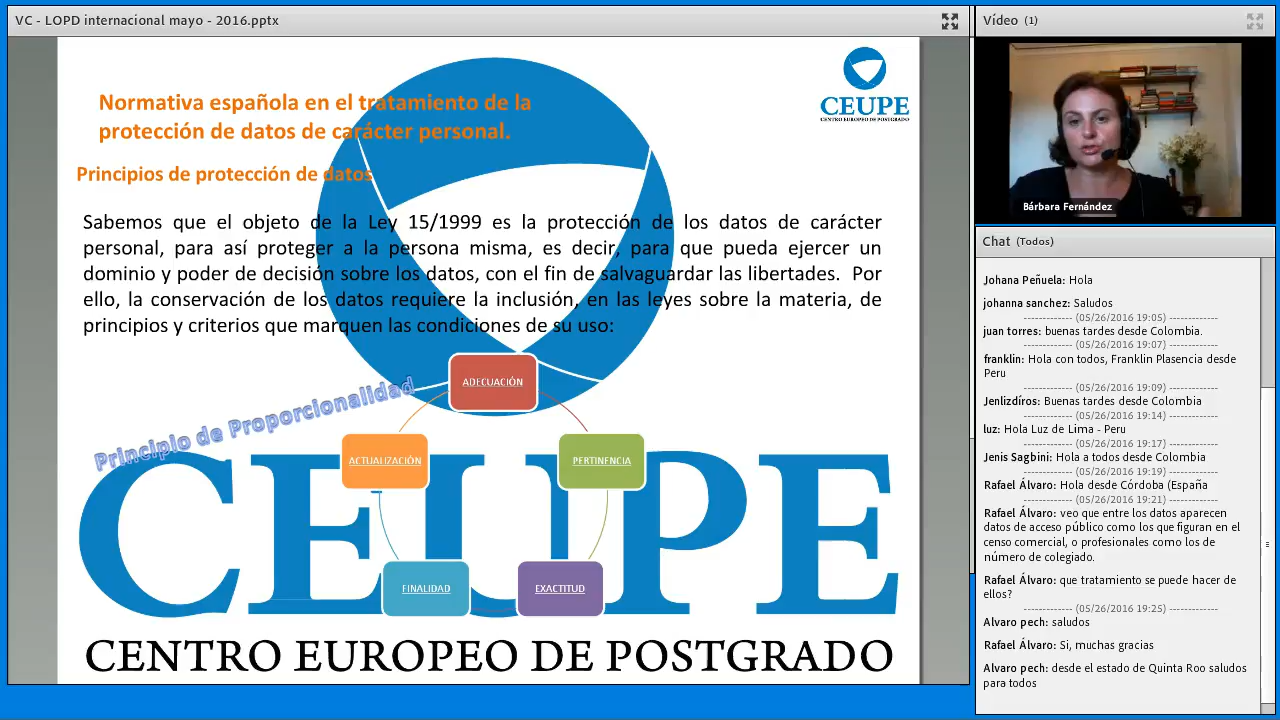 VC - LOPD internacional mayo - 2016.pptx
Normativa española en el tratamiento de la
protección de datos de carácter personal.
Principios de protección de datos
CEUPE
CENTRO EUROPEO DE POSTGRADO
Sabemos que el objeto de la Ley 15/1999 es la protección de los datos de carácter
personal, para así proteger a la persona misma, es decir, para que pueda ejercer un
dominio y poder de decisión sobre los datos, con el fin de salvaguardar las libertades. Por
ello, la conservación de los datos requiere la inclusión, en las leyes sobre la materia, de
principios y criterios que marquen las condiciones de su uso:
Principio de Proporcionalidad
ADECUACIÓN
ACTUALIZACIÓN
PERTINENCIA
FINALIDAD
EXACTITUD
CEUPE
CENTRO EUROPEO DE POSTGRADO
Vídeo (1)
Bárbara Fernández
Chat (Todos)
Johana Peñuela: Hola
johanna sanchez: Saludos
------------- (05/26/2016 19:05) -------------
juan torres: buenas tardes desde Colombia.
------------- (05/26/2016 19:07) -------------
franklin: Hola con todos, Franklin Plasencia desde
Peru
------------- (05/26/2016 19:09) -------------
Jenlizdíros: Buenas tardes desde Colombia
------------- (05/26/2016 19:14) -------------
luz: Hola Luz de Lima - Peru
------------- (05/26/2016 19:17) -------------
Jenis Sagbini: Hola a todos desde Colombia
------------- (05/26/2016 19:19) -------------
Rafael Álvaro: Hola desde Córdoba (España
------------- (05/26/2016 19:21) -------------
Rafael Álvaro: veo que entre los datos aparecen
datos de acceso público como los que figuran en el
censo comercial, o profesionales como los de
número de colegiado.
Rafael Álvaro: que tratamiento se puede hacer de
ellos?
------------- (05/26/2016 19:25) -------------
Alvaro pech: saludos
Rafael Álvaro: Si, muchas gracias
Alvaro pech: desde el estado de Quinta Roo saludos
para todos